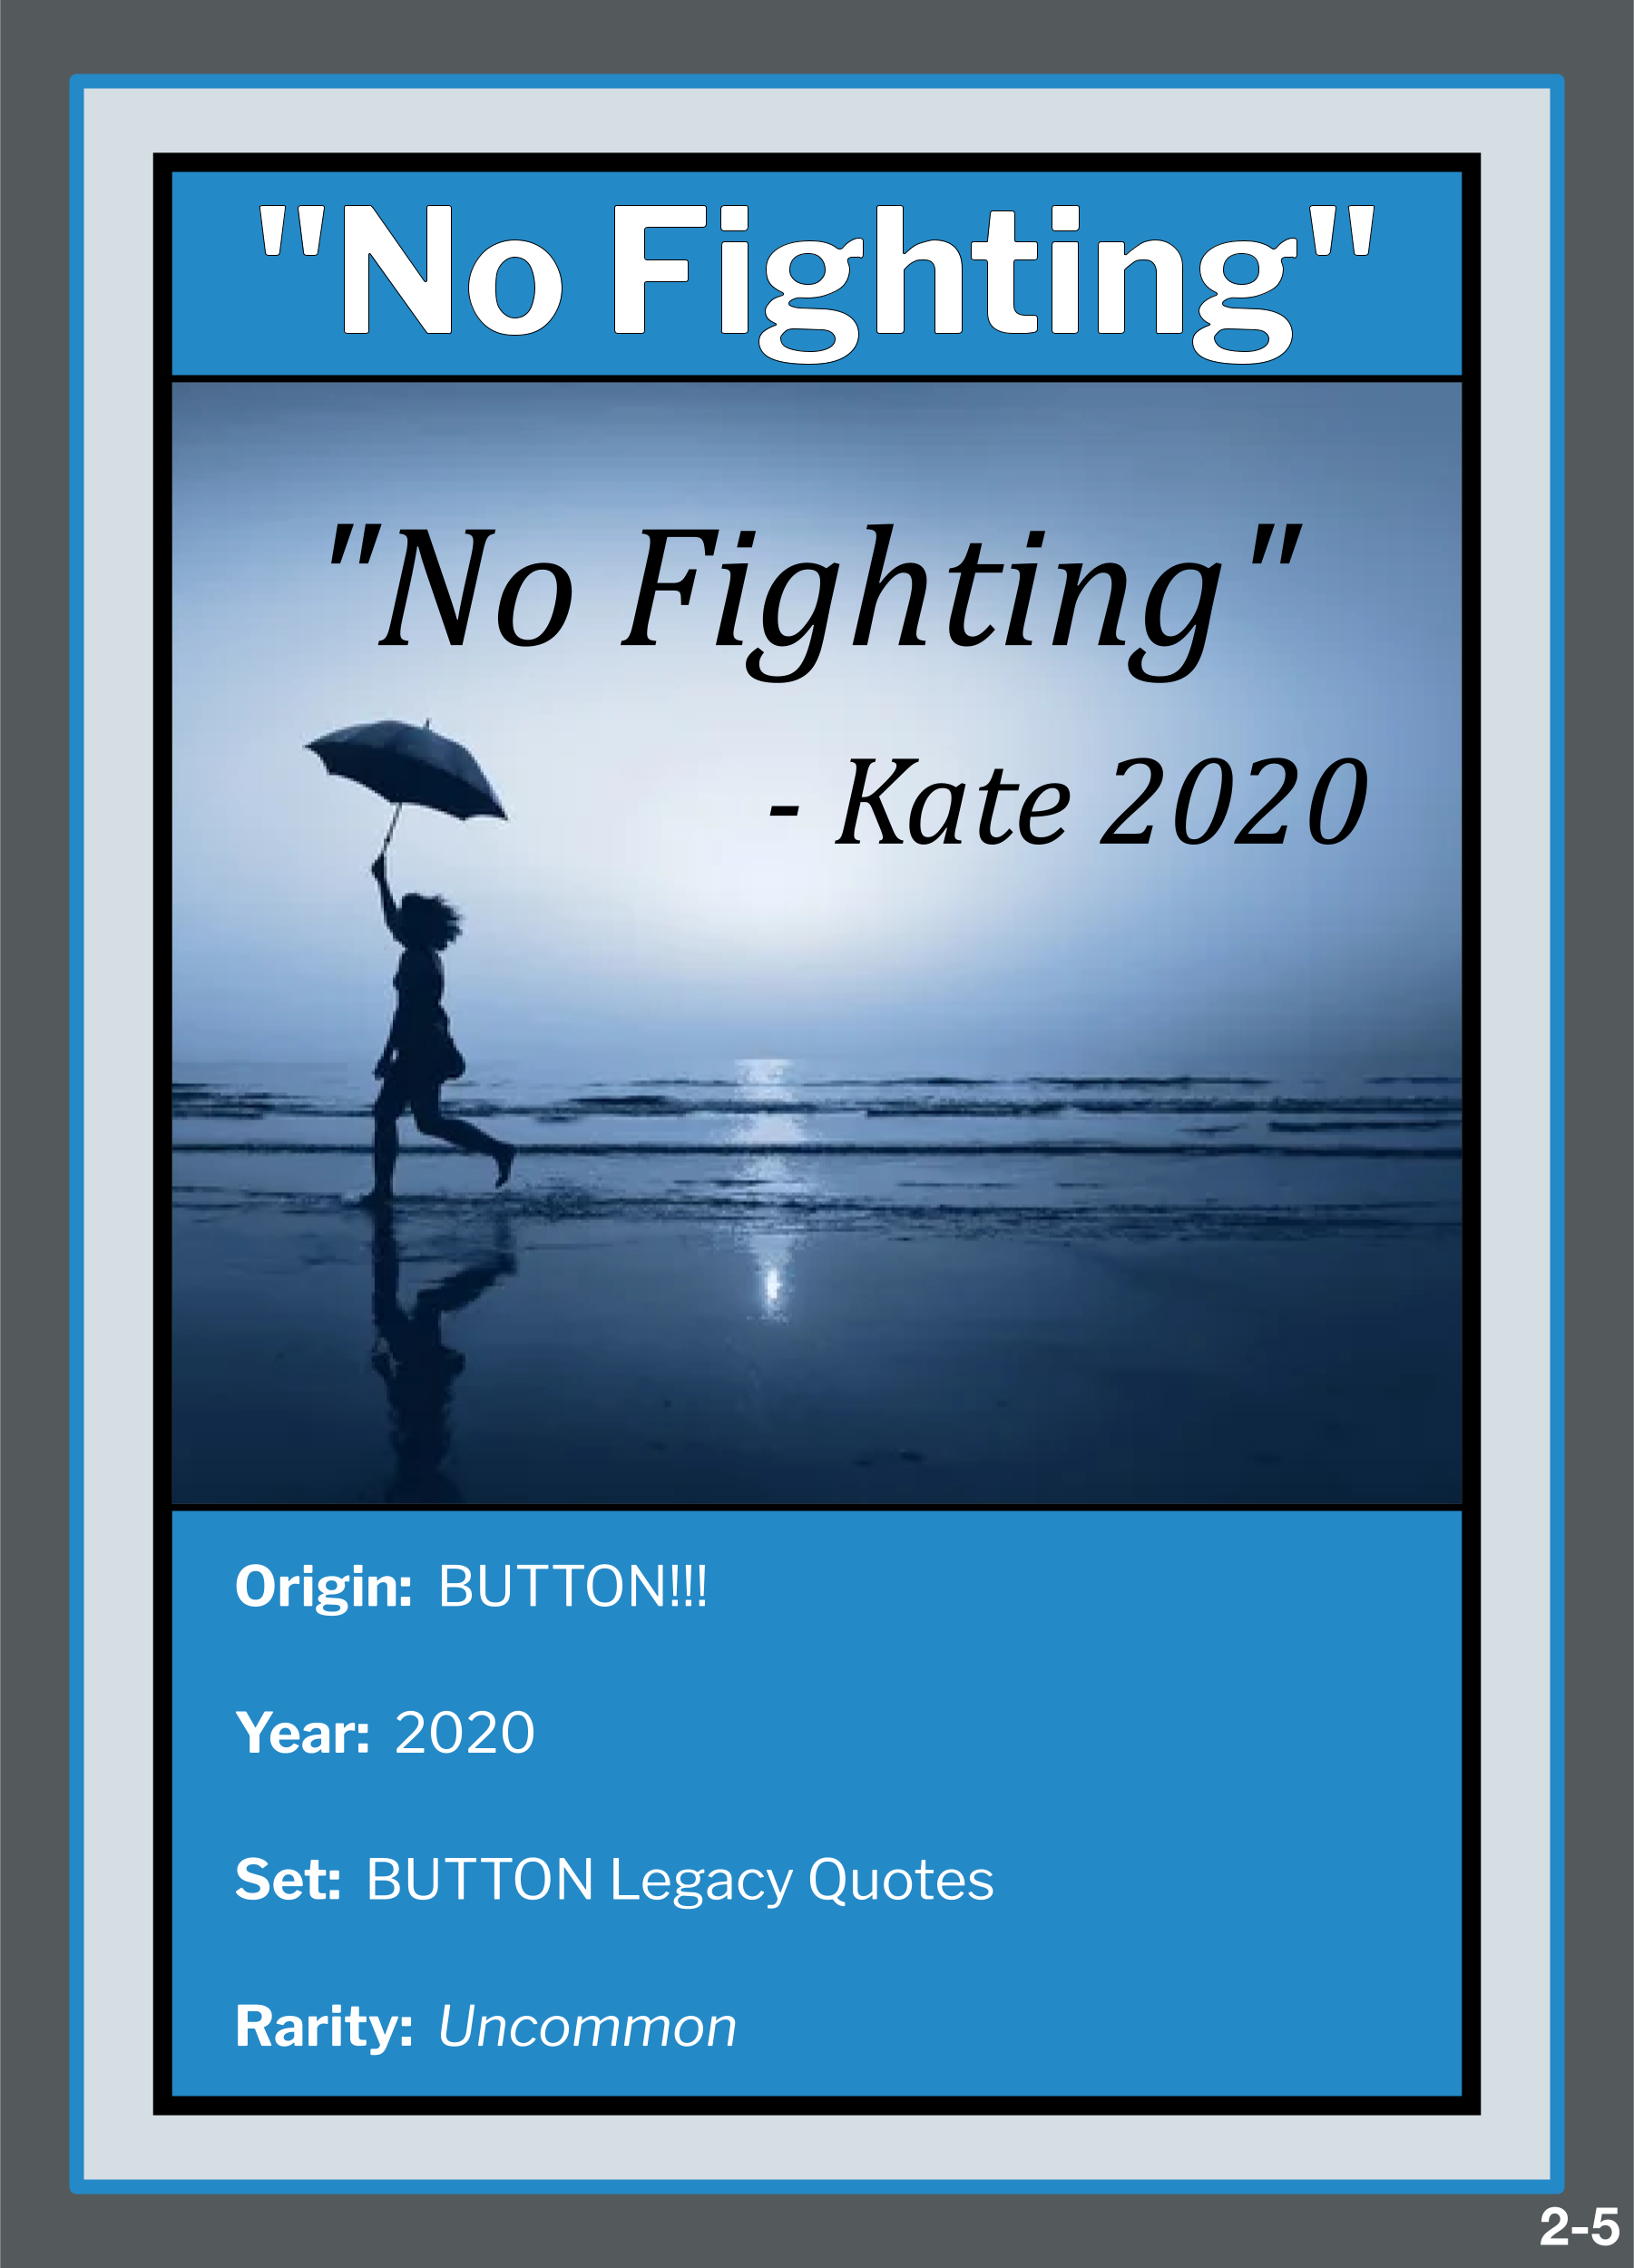 "No Fighting"
"No Fighting"
- Kate 2020
Origin: BUTTON!!!
Year: 2020
Set: BUTTON Legacy Quotes
Rarity: Uncommon
2-5